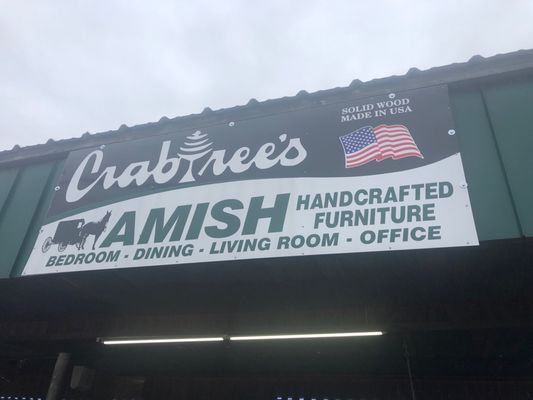 SOLID WOOD
MADE IN USA
CrabTree's
AMISH HANDCRAFTED
FURNITURE
BEDROOM - DINING - LIVING ROOM - OFFICE